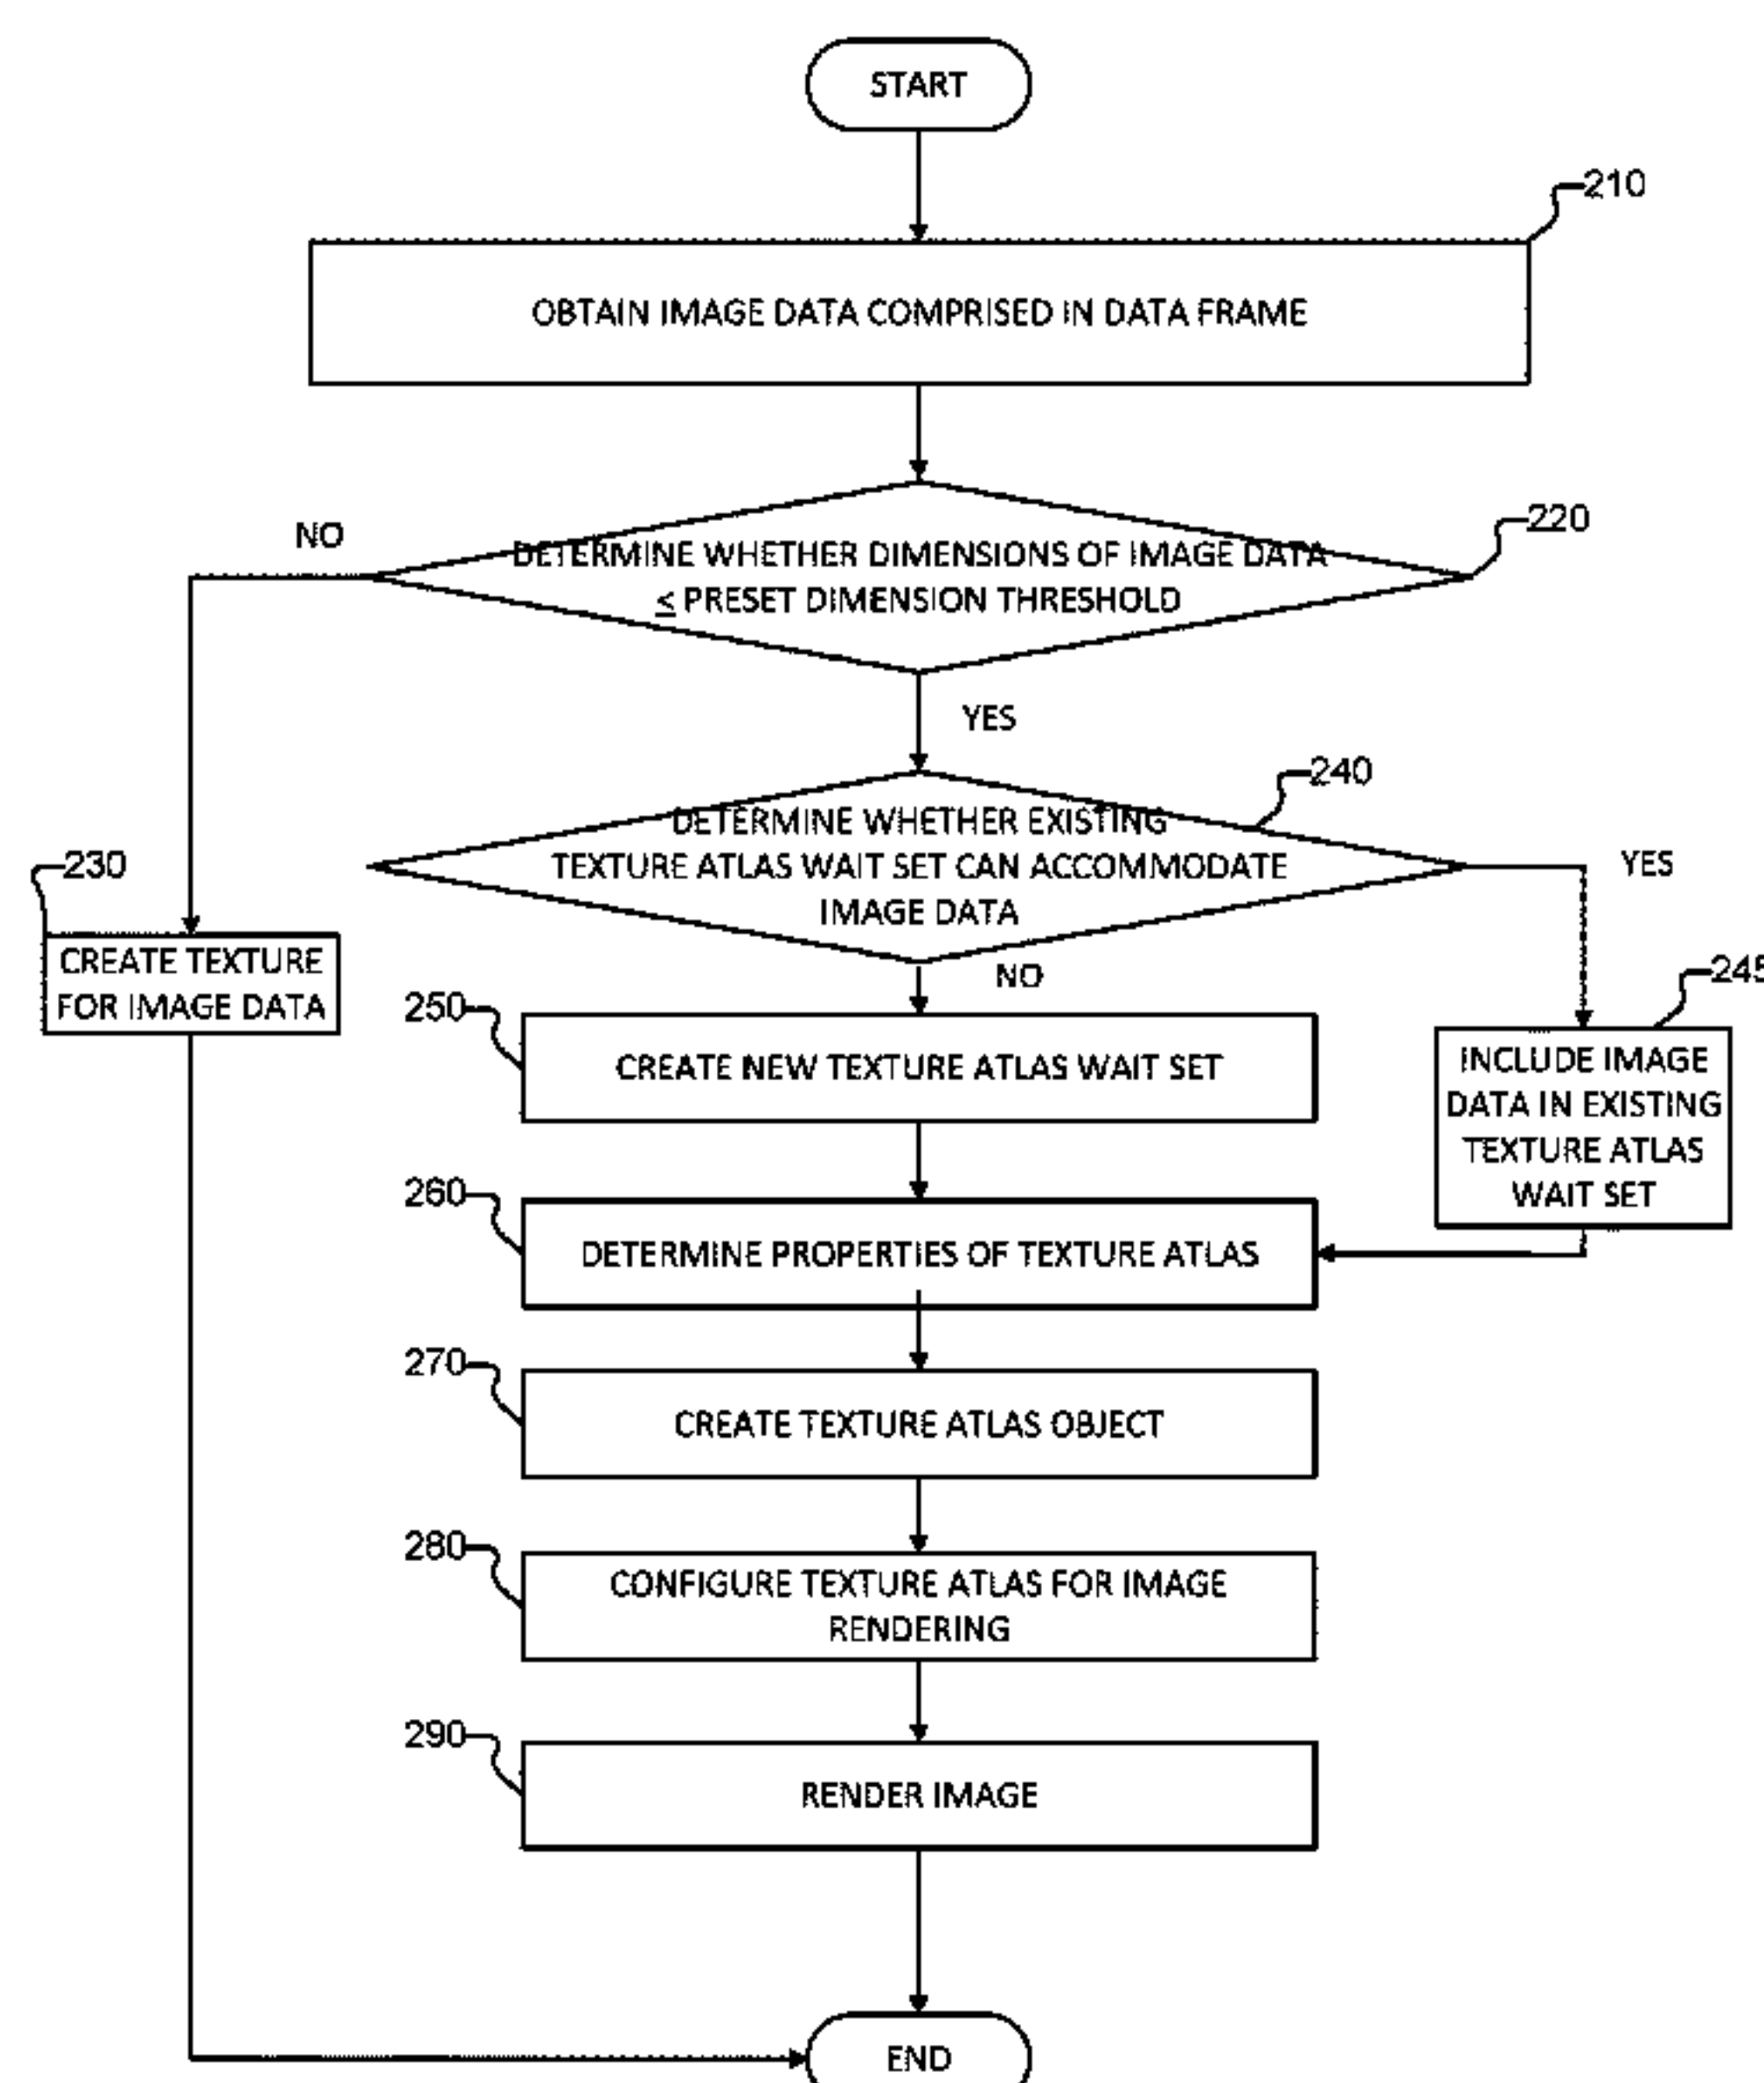 START
210
OBTAIN IMAGE DATA COMPRISED IN DATA FRAME
220
NO
DETERMINE WHETHER DIMENSIONS OF IMAGE DATA
≤ PRESET DIMENSION THRESHOLD
YES
240
DETERMINE WHETHER EXISTING
TEXTURE ATLAS WAIT SET CAN ACCOMMODATE
IMAGE DATA
YES
230
CREATE TEXTURE
FOR IMAGE DATA
NO
245
INCLUDE IMAGE
DATA IN EXISTING
TEXTURE ATLAS
WAIT SET
250
CREATE NEW TEXTURE ATLAS WAIT SET
260
DETERMINE PROPERTIES OF TEXTURE ATLAS
270
CREATE TEXTURE ATLAS OBJECT
280
CONFIGURE TEXTURE ATLAS FOR IMAGE
RENDERING
290
RENDER IMAGE
END